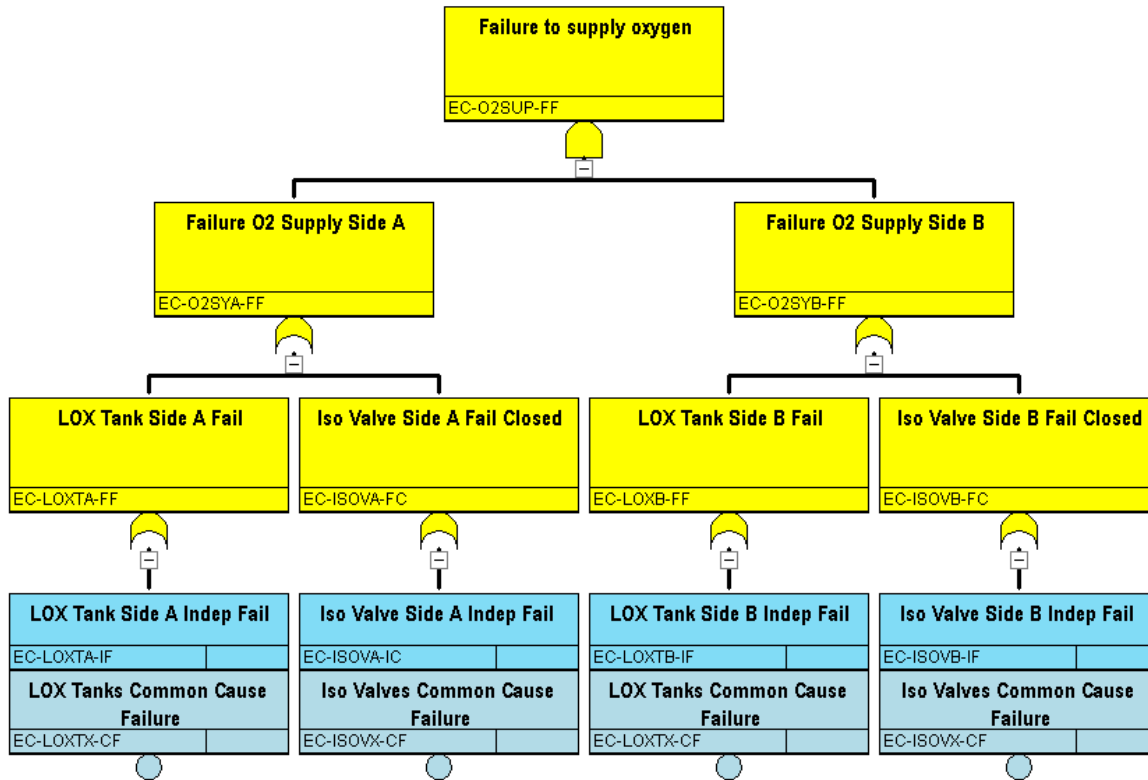 Failure to supply oxygen
EC-O2SUP-FF
Failure O2 Supply Side A
EC-O2SYA-FF
Failure O2 Supply Side B
EC-O2SYB-FF
LOX Tank Side A Fail
EC-LOXTA-FF
Iso Valve Side A Fail Closed
EC-ISOVA-FC
LOX Tank Side B Fail
EC-LOXB-FF
Iso Valve Side B Fail Closed
EC-ISOVB-FC
LOX Tank Side A Indep Fail
EC-LOXTA-IF
LOX Tanks Common Cause
Failure
EC-LOXTX-CF
Iso Valve Side A Indep Fail
EC-ISOVA-IC
Iso Valves Common Cause
Failure
EC-ISOVX-CF
LOX Tank Side B Indep Fail
EC-LOXTB-IF
LOX Tanks Common Cause
Failure
EC-LOXTX-CF
Iso Valve Side B Indep Fail
EC-ISOVB-IF
Iso Valves Common Cause
Failure
EC-ISOVX-CF